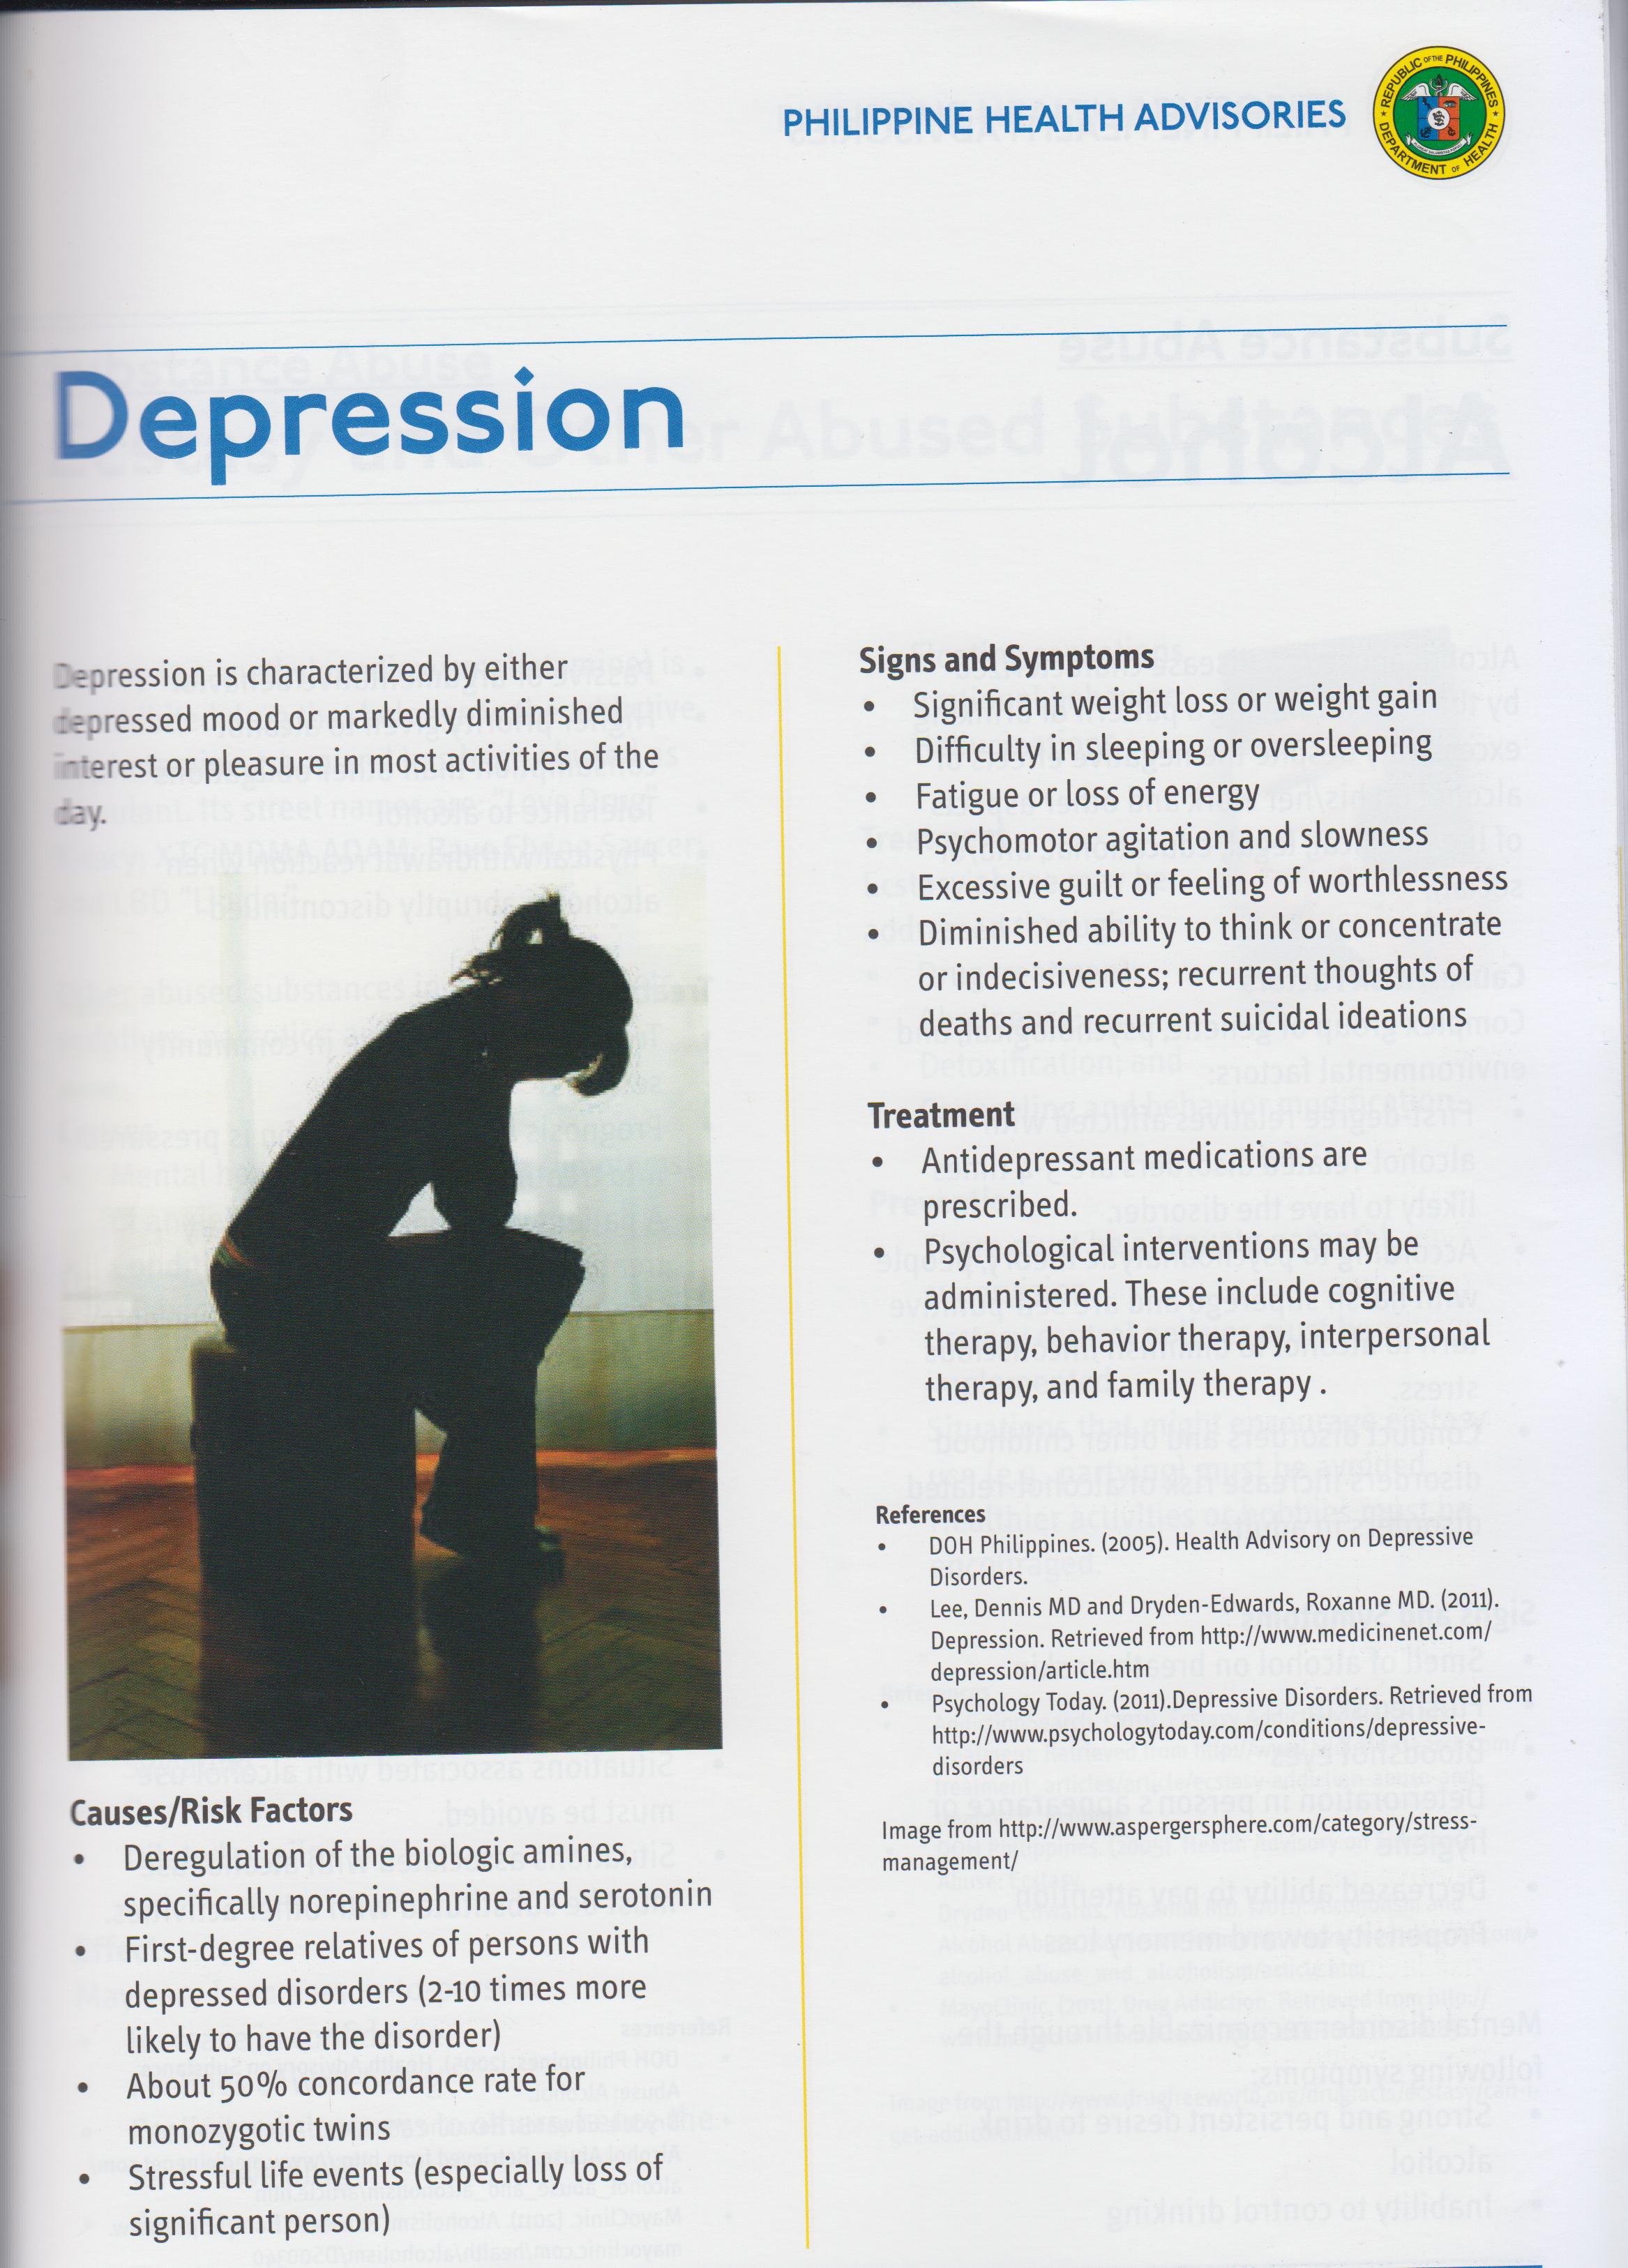 PHILIPPINE HEALTH ADVISORIES
REPUBLIC OF THE PHILIPPINES
DEPARTMENT OF HEALTH
Depression
Depression is characterized by either
depressed mood or markedly diminished
interest or pleasure in most activities of the
day.
Causes/Risk Factors
• Deregulation of the biologic amines,
specifically norepinephrine and serotonin
• First-degree relatives of persons with
depressed disorders (2-10 times more
likely to have the disorder)
• About 50% concordance rate for
monozygotic twins
• Stressful life events (especially loss of
significant person)
Signs and Symptoms
• Significant weight loss or weight gain
• Difficulty in sleeping or oversleeping
• Fatigue or loss of energy
• Psychomotor agitation and slowness
• Excessive guilt or feeling of worthlessness
• Diminished ability to think or concentrate
or indecisiveness; recurrent thoughts of
deaths and recurrent suicidal ideations
Treatment
• Antidepressant medications are
prescribed.
• Psychological interventions may be
administered. These include cognitive
therapy, behavior therapy, interpersonal
therapy, and family therapy .
References
• DOH Philippines. (2005). Health Advisory on Depressive
Disorders.
• Lee, Dennis MD and Dryden-Edwards, Roxanne MD. (2011).
Depression. Retrieved from http://www.medicinenet.com/
depression/article.htm
• Psychology Today. (2011).Depressive Disorders. Retrieved from
http://www.psychologytoday.com/conditions/depressive-
disorders
Image from http://www.aspergersphere.com/category/stress-
management/